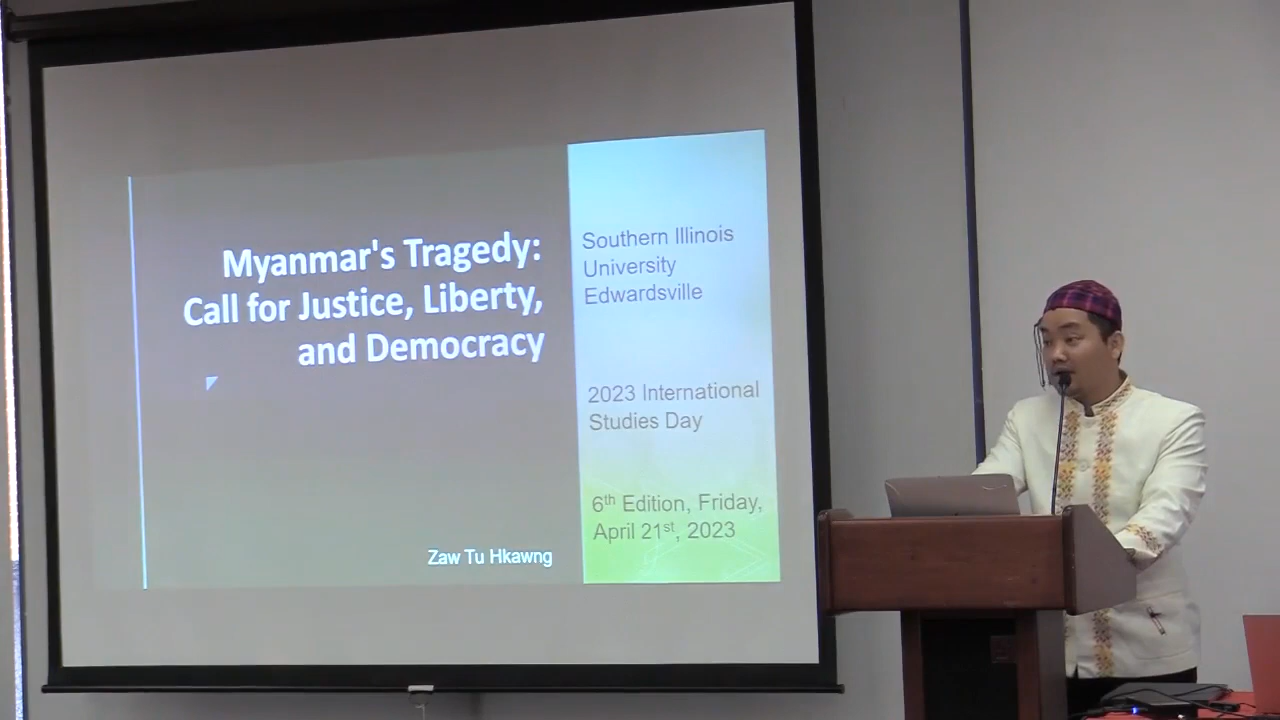 Myanmar's Tragedy:
Call for Justice, Liberty,
and Democracy
Zaw Tu Hkawng
Southern Illinois
University
Edwardsville
2023 International
Studies Day
6th Edition, Friday,
April 21st, 2023